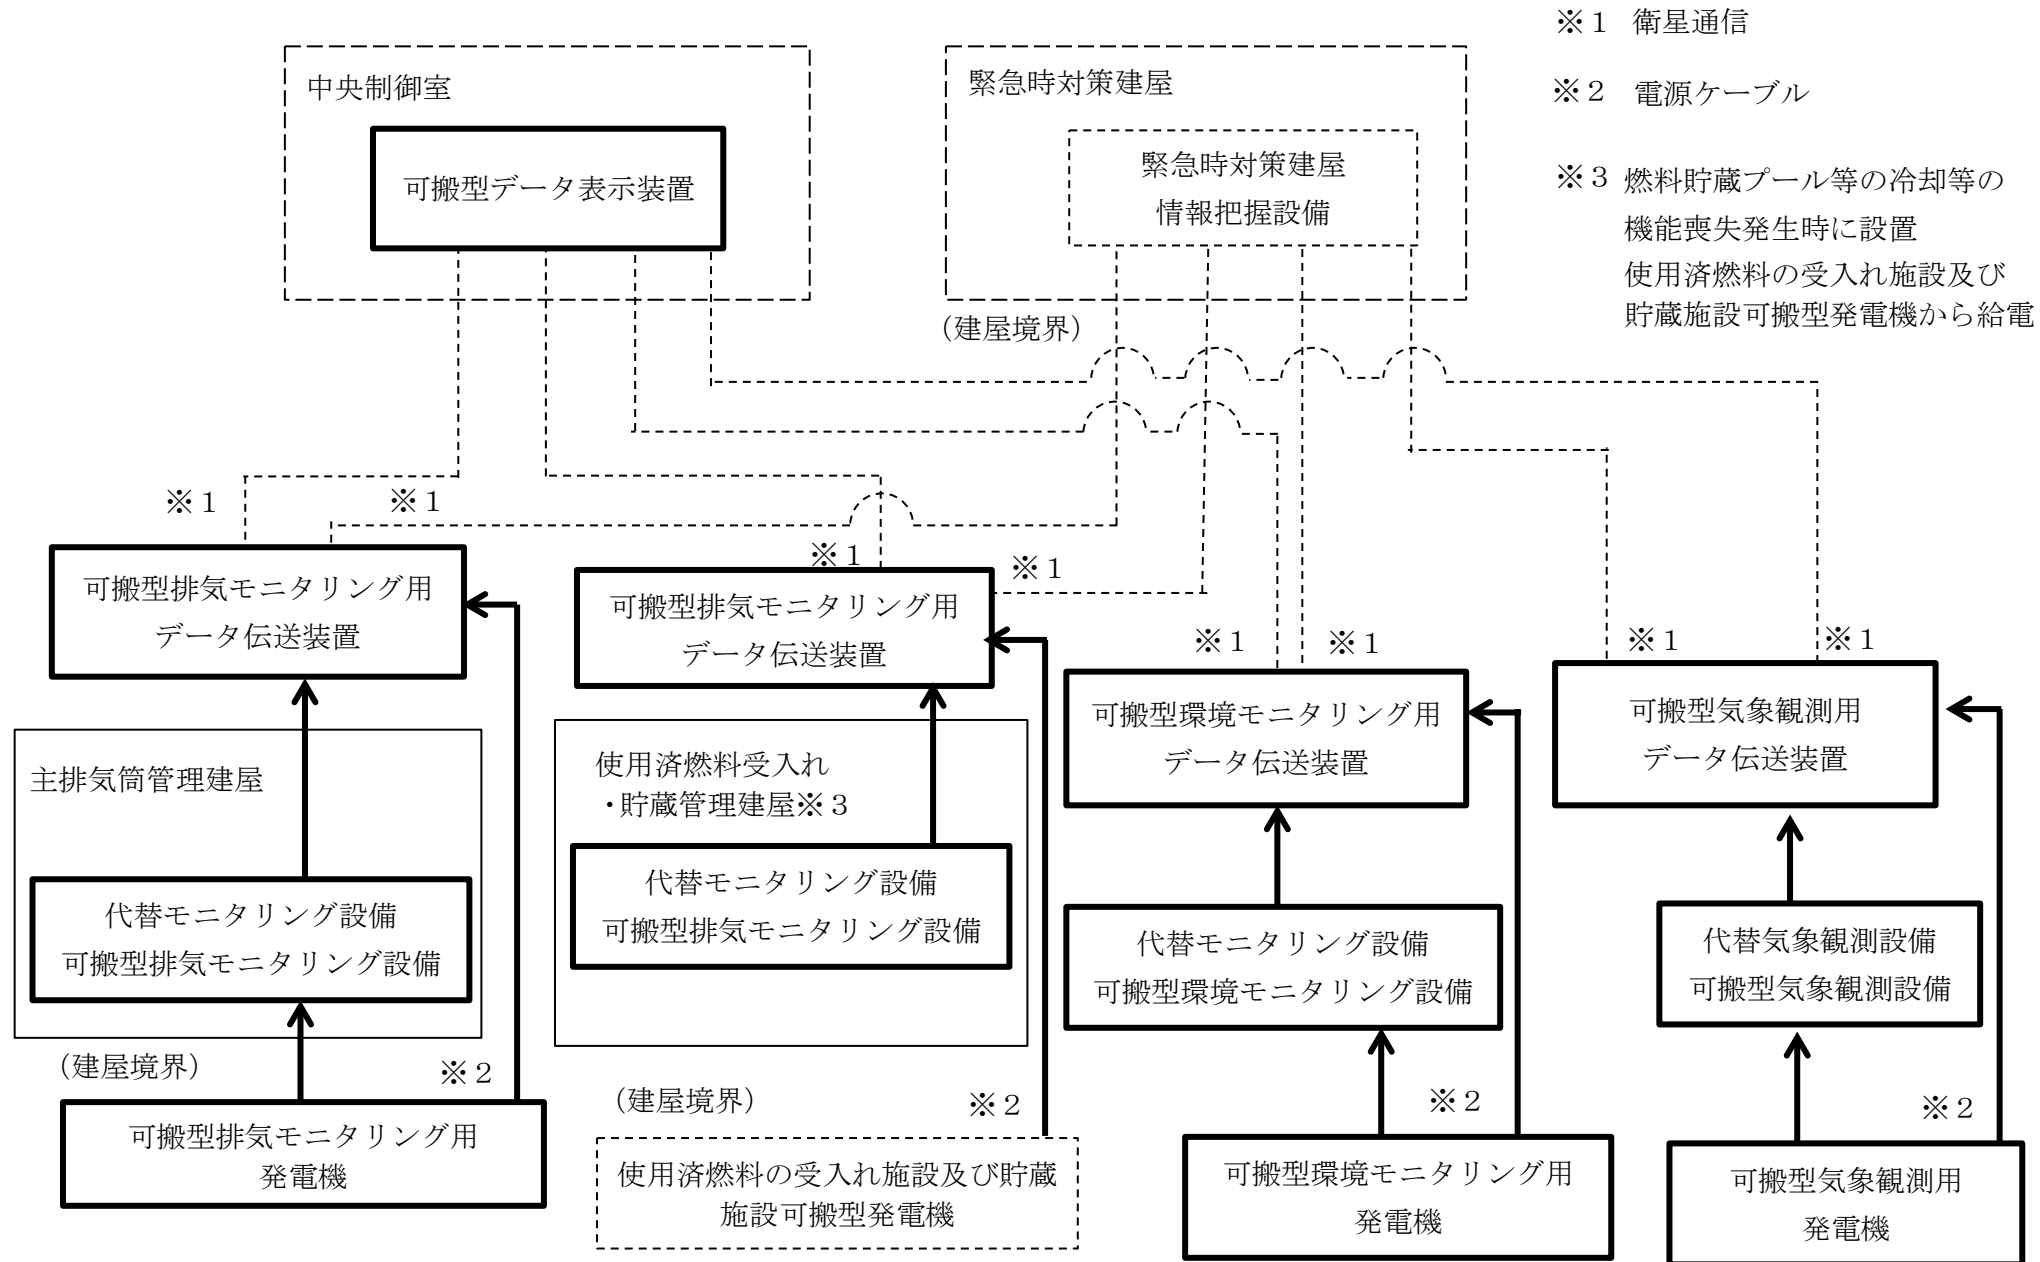 ※１　衛星通信
※２　電源ケーブル
※３ 燃料貯蔵プール等の冷却等の
機能喪失発生時に設置
使用済燃料の受入れ施設及び
貯蔵施設可搬型発電機から給電
中央制御室
可搬型データ表示装置
緊急時対策建屋
緊急時対策建屋
情報把握設備
（建屋境界）
※１
※１
※１
※１
※１
※１
※１
※１
可搬型排気モニタリング用
データ伝送装置
可搬型排気モニタリング用
データ伝送装置
可搬型環境モニタリング用
データ伝送装置
可搬型気象観測用
データ伝送装置
主排気筒管理建屋
使用済燃料受入れ
・貯蔵管理建屋※３
代替モニタリング設備
可搬型排気モニタリング設備
代替モニタリング設備
可搬型排気モニタリング設備
代替モニタリング設備
可搬型環境モニタリング設備
代替気象観測設備
可搬型気象観測設備
（建屋境界）
※２
（建屋境界）
※２
※２
※２
可搬型排気モニタリング用
発電機
使用済燃料の受入れ施設及び貯蔵
施設可搬型発電機
可搬型環境モニタリング用
発電機
可搬型気象観測用
発電機